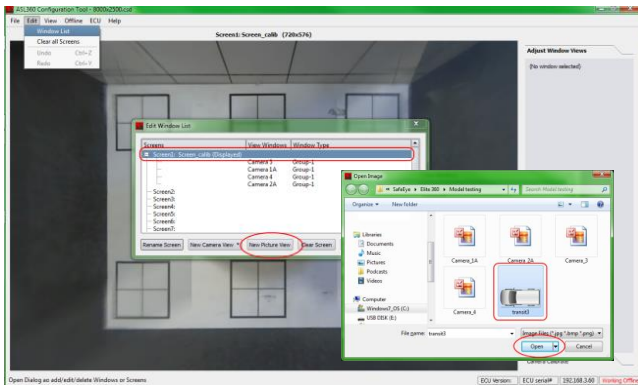 ASL360 Configuration Tool - 8000x2500.csd
File Edit View Offline ECU Help
Window List
Clear all Screens
Undo Ctrl+Z
Redo Ctrl+Y
Screen1: Screen_calib (720x576)
Adjust Window Views
(No window selected)
Edit Window List
Screens View Windows Window Type
Screen1: Screen_calib (Displayed)
Camera 3 Group-1
Camera 1A Group-1
Camera 4 Group-1
Camera 2A Group-1
Screen2:
Screen3:
Screen4:
Screen5:
Screen6:
Screen7:
Rename Screen New Camera View New Picture View Clear Screen
Open Image
SafeEye Elite 360 Model testing Search Model testing
Organize New Folder
Libraries
Documents
Music
Pictures
Podcasts
Videos
Computer
Windows7_OS (C:)
USB DISK (E:)
Camera_1A Camera_2A Camera_3
Camera_4 transit3
File name: transit3 Image Files (*.jpg *.bmp *.png)
Open Cancel
Open Dialog as add/edit/delete Windows or Screens
ECU Version: ECU serial# 192.168.3.60 Working Offline